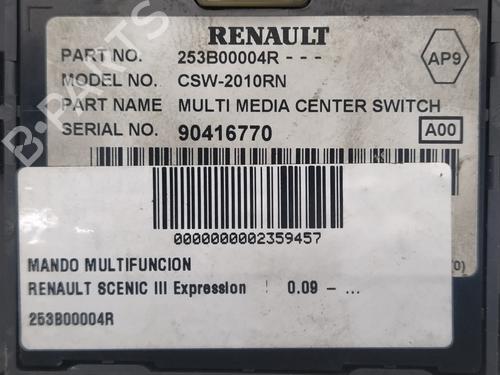 RENAULT
PART NO. 253B00004R - - -
MODEL NO. CSW-2010RN
PART NAME MULTI MEDIA CENTER SWITCH
SERIAL NO. 90416770
AP9
A00
0000000002359457
MANDO MULTIFUNCION
RENAULT SCENIC III Expression | 0.09 - ...
253B00004R